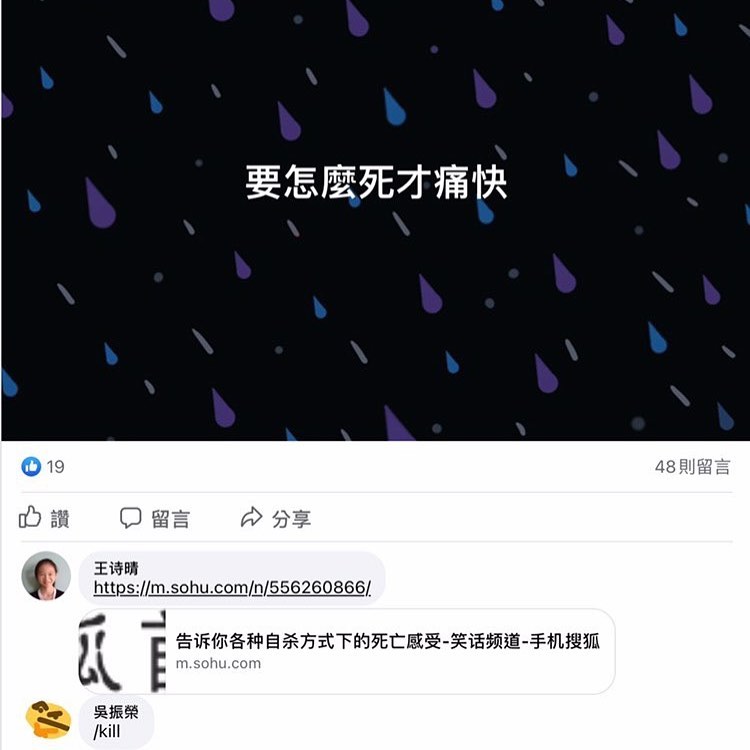 要怎麼死才痛快
19
48則留言
讚 留言 分享
王诗晴
https://m.sohu.com/n/556260866/
告诉你各种自杀方式下的死亡感受-笑话频道-手机搜狐
m.sohu.com
吳振榮
/kill